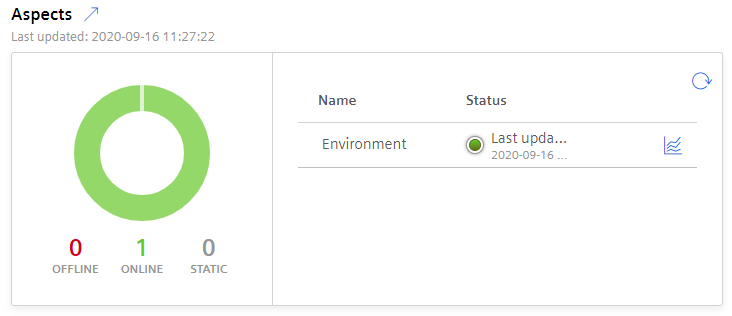 Aspects
Last updated: 2020-09-16 11:27:22
0
OFFLINE
1
ONLINE
0
STATIC
Name Status
Environment
Last upda...
2020-09-16 ...